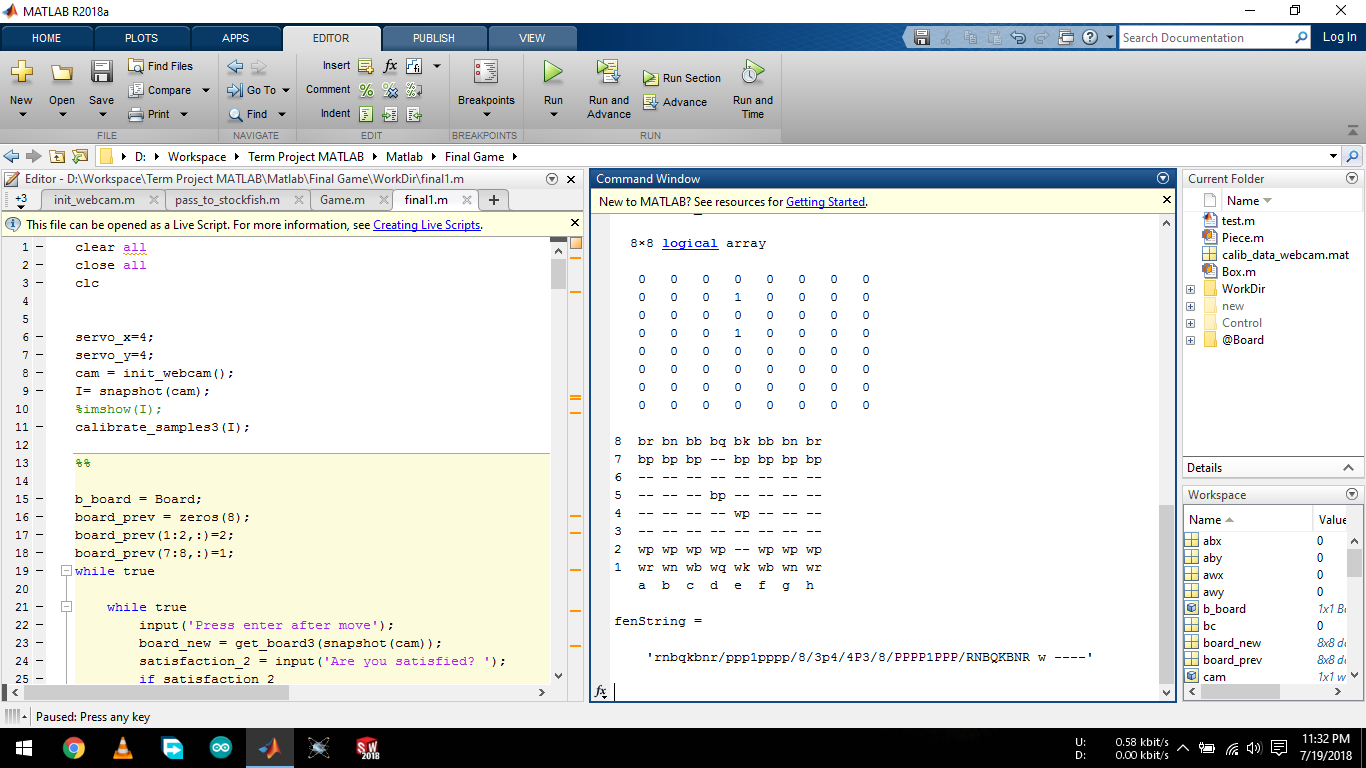 MATLAB R2018a
HOME PLOTS APPS EDITOR PUBLISH VIEW Search Documentation Log In
New Open Save Find Files Compare Print Go To Find Insert Comment Indent Breakpoints Run Run and Advance Run Section Advance Run and Time
FILE NAVIGATE EDIT BREAKPOINTS RUN
D: Workspace Term Project MATLAB Matlab Final Game
Editor - D:\Workspace\Term Project MATLAB\Matlab\Final Game\WorkDir\final1.m
+3 init_webcam.m pass_to_stockfish.m Game.m final1.m +
This file can be opened as a Live Script. For more information, see Creating Live Scripts.
1 clear all
2 close all
3 clc
4
5
6 servo_x=4;
7 servo_y=4;
8 cam = init_webcam();
9 I= snapshot(cam);
10 %imshow(I);
11 calibrate_samples3(I);
12
13 %%
14
15 b_board = Board;
16 board_prev = zeros(8);
17 board_prev(1:2,:)=2;
18 board_prev(7:8,:)=1;
19 while true
20
21 while true
22 input('Press enter after move');
23 board_new = get_board3(snapshot(cam));
24 satisfaction_2 = input('Are you satisfied? ');
25 if satisfaction_2
Command Window
New to MATLAB? See resources for Getting Started.
8×8 logical array
0 0 0 0 0 0 0 0
0 0 0 1 0 0 0 0
0 0 0 0 0 0 0 0
0 0 0 1 0 0 0 0
0 0 0 0 0 0 0 0
0 0 0 0 0 0 0 0
0 0 0 0 0 0 0 0
0 0 0 0 0 0 0 0
8 br bn bb bq bk bb bn br
7 bp bp bp -- bp bp bp bp
6 -- -- -- -- -- -- -- --
5 -- -- -- bp -- -- -- --
4 -- -- -- -- wp -- -- --
3 -- -- -- -- -- -- -- --
2 wp wp wp wp -- wp wp wp
1 wr wn wb wq wk wb wn wr
a b c d e f g h
fenString =
'rnbqkbnr/ppp1pppp/8/3p4/4P3/8/PPPP1PPP/RNBQKBNR w ----'
fx
Current Folder
Name
test.m
Piece.m
calib_data_webcam.mat
Box.m
WorkDir
new
Control
@Board
Details
Workspace
Name Value
abx 0
aby 0
awx 0
awy 0
b_board 1x1 Bo
bc 0
board_new 8x8 do
board_prev 8x8 do
cam 1x1 w
Paused: Press any key
SW 2018
U: 0.58 kbit/s
D: 0.00 kbit/s
11:32 PM
7/19/2018